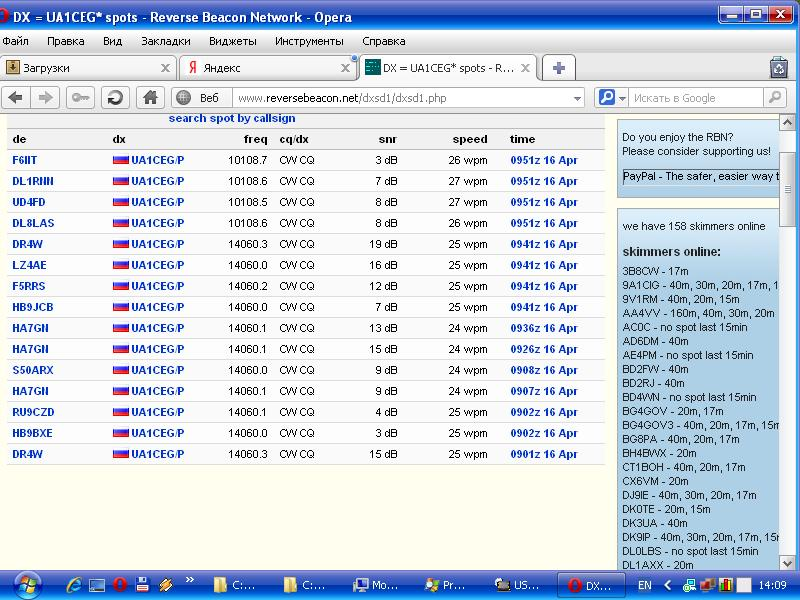 DX = UA1CEG* spots - Reverse Beacon Network - Opera
Файл Правка Вид Закладки Виджеты Инструменты Справка
Загрузки Яндекс DX = UA1CEG* spots - R...
Веб www.reversebeacon.net/dxsd1/dxsd1.php Искать в Google
search spot by callsign
de dx freq cq/dx snr speed time
F6IIT UA1CEG/P 10108.7 CW CQ 3 dB 26 wpm 0951z 16 Apr
DL1RNN UA1CEG/P 10108.6 CW CQ 7 dB 27 wpm 0951z 16 Apr
UD4FD UA1CEG/P 10108.5 CW CQ 8 dB 27 wpm 0951z 16 Apr
DL8LAS UA1CEG/P 10108.6 CW CQ 8 dB 26 wpm 0951z 16 Apr
DR4W UA1CEG/P 14060.3 CW CQ 19 dB 25 wpm 0941z 16 Apr
LZ4AE UA1CEG/P 14060.0 CW CQ 16 dB 25 wpm 0941z 16 Apr
F5RRS UA1CEG/P 14060.2 CW CQ 12 dB 25 wpm 0941z 16 Apr
HB9JCB UA1CEG/P 14060.0 CW CQ 7 dB 25 wpm 0941z 16 Apr
HA7GN UA1CEG/P 14060.1 CW CQ 13 dB 24 wpm 0936z 16 Apr
HA7GN UA1CEG/P 14060.1 CW CQ 15 dB 24 wpm 0926z 16 Apr
S50ARX UA1CEG/P 14060.0 CW CQ 9 dB 24 wpm 0908z 16 Apr
HA7GN UA1CEG/P 14060.1 CW CQ 9 dB 24 wpm 0907z 16 Apr
RU9CZD UA1CEG/P 14060.1 CW CQ 4 dB 25 wpm 0902z 16 Apr
HB9BXE UA1CEG/P 14060.0 CW CQ 3 dB 25 wpm 0902z 16 Apr
DR4W UA1CEG/P 14060.3 CW CQ 15 dB 25 wpm 0901z 16 Apr
Do you enjoy the RBN?
Please consider supporting us!
PayPal - The safer, easier way t
we have 158 skimmers online
skimmers online:
3B8CW - 17m
9A1CIG - 40m, 30m, 20m, 17m, 1
9V1RM - 40m, 20m, 15m
AA4VV - 160m, 40m, 30m, 20m
AC0C - no spot last 15min
AD6DM - 40m
AE4PM - no spot last 15min
BD2FW - 40m
BD2RJ - 40m
BD4WN - no spot last 15min
BG4GOV - 20m, 17m
BG4GOV3 - 40m, 20m, 17m, 15m
BG8PA - 40m, 20m, 17m
BH4BWX - 20m
CT1BOH - 40m, 20m, 17m
CX6VM - 20m
DJ9IE - 40m, 30m, 20m, 17m
DK0TE - 20m, 15m
DK3UA - 40m
DK9IP - 40m, 30m, 20m, 17m, 15
DL0LBS - no spot last 15min
DL1AXX - 20m
C:... C:... Mo... Pr... US... DX... EN 14:09